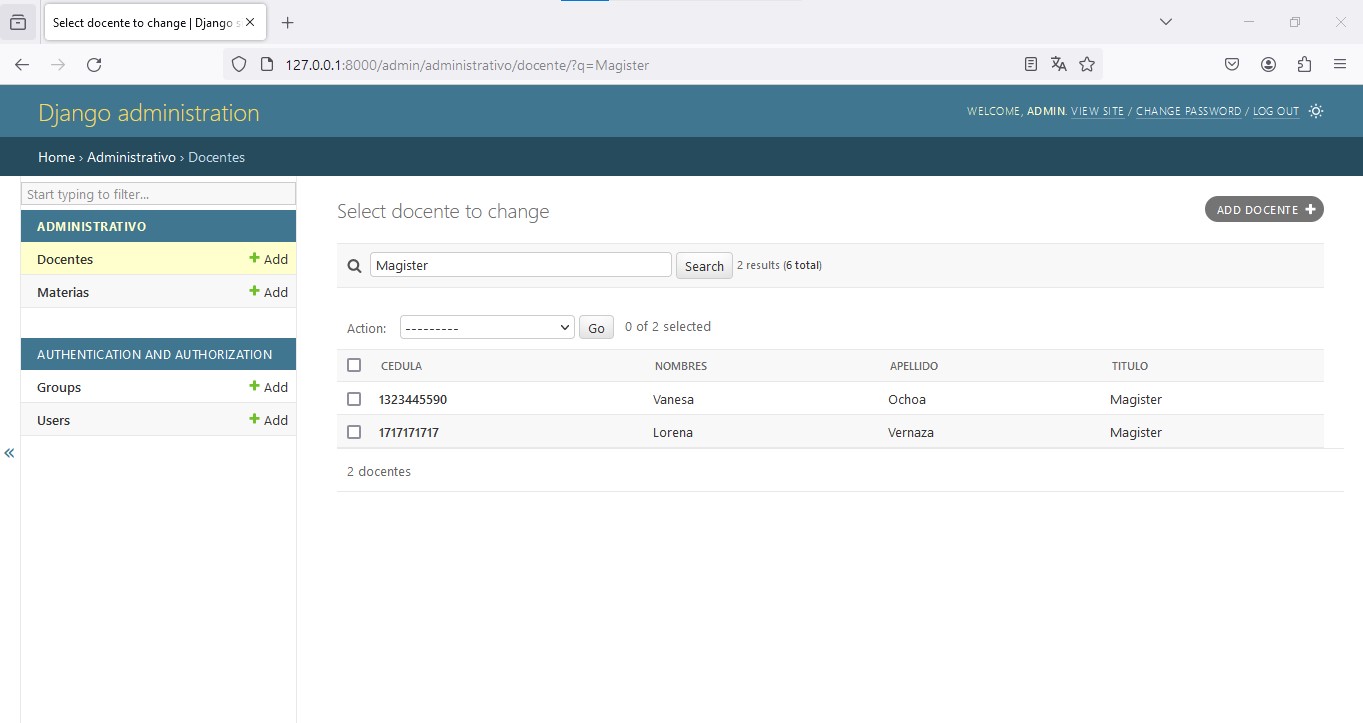 Select docente to change | Django s
127.0.0.1:8000/admin/administrativo/docente/?q=Magister
Django administration
WELCOME, ADMIN. VIEW SITE / CHANGE PASSWORD / LOG OUT
Home › Administrativo › Docentes
Start typing to filter...
ADMINISTRATIVO
Docentes + Add
Materias + Add
AUTHENTICATION AND AUTHORIZATION
Groups + Add
Users + Add
«
Select docente to change
ADD DOCENTE +
Magister Search 2 results (6 total)
Action: --------- Go 0 of 2 selected
CEDULA NOMBRES APELLIDO TITULO
1323445590 Vanesa Ochoa Magister
1717171717 Lorena Vernaza Magister
2 docentes